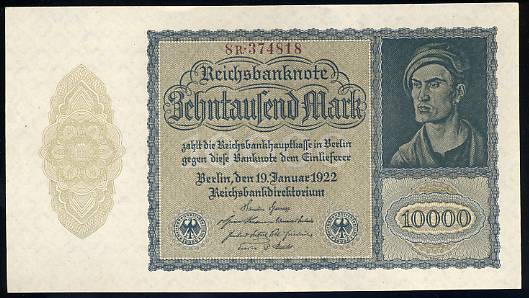 8R·374818
Reichsbanknote
Zehntausend Mark
zahlt die Reichsbankhauptkasse in Berlin
gegen diese Banknote dem Einlieferer
Berlin, den 19. Januar 1922
Reichsbankdirektorium
10000